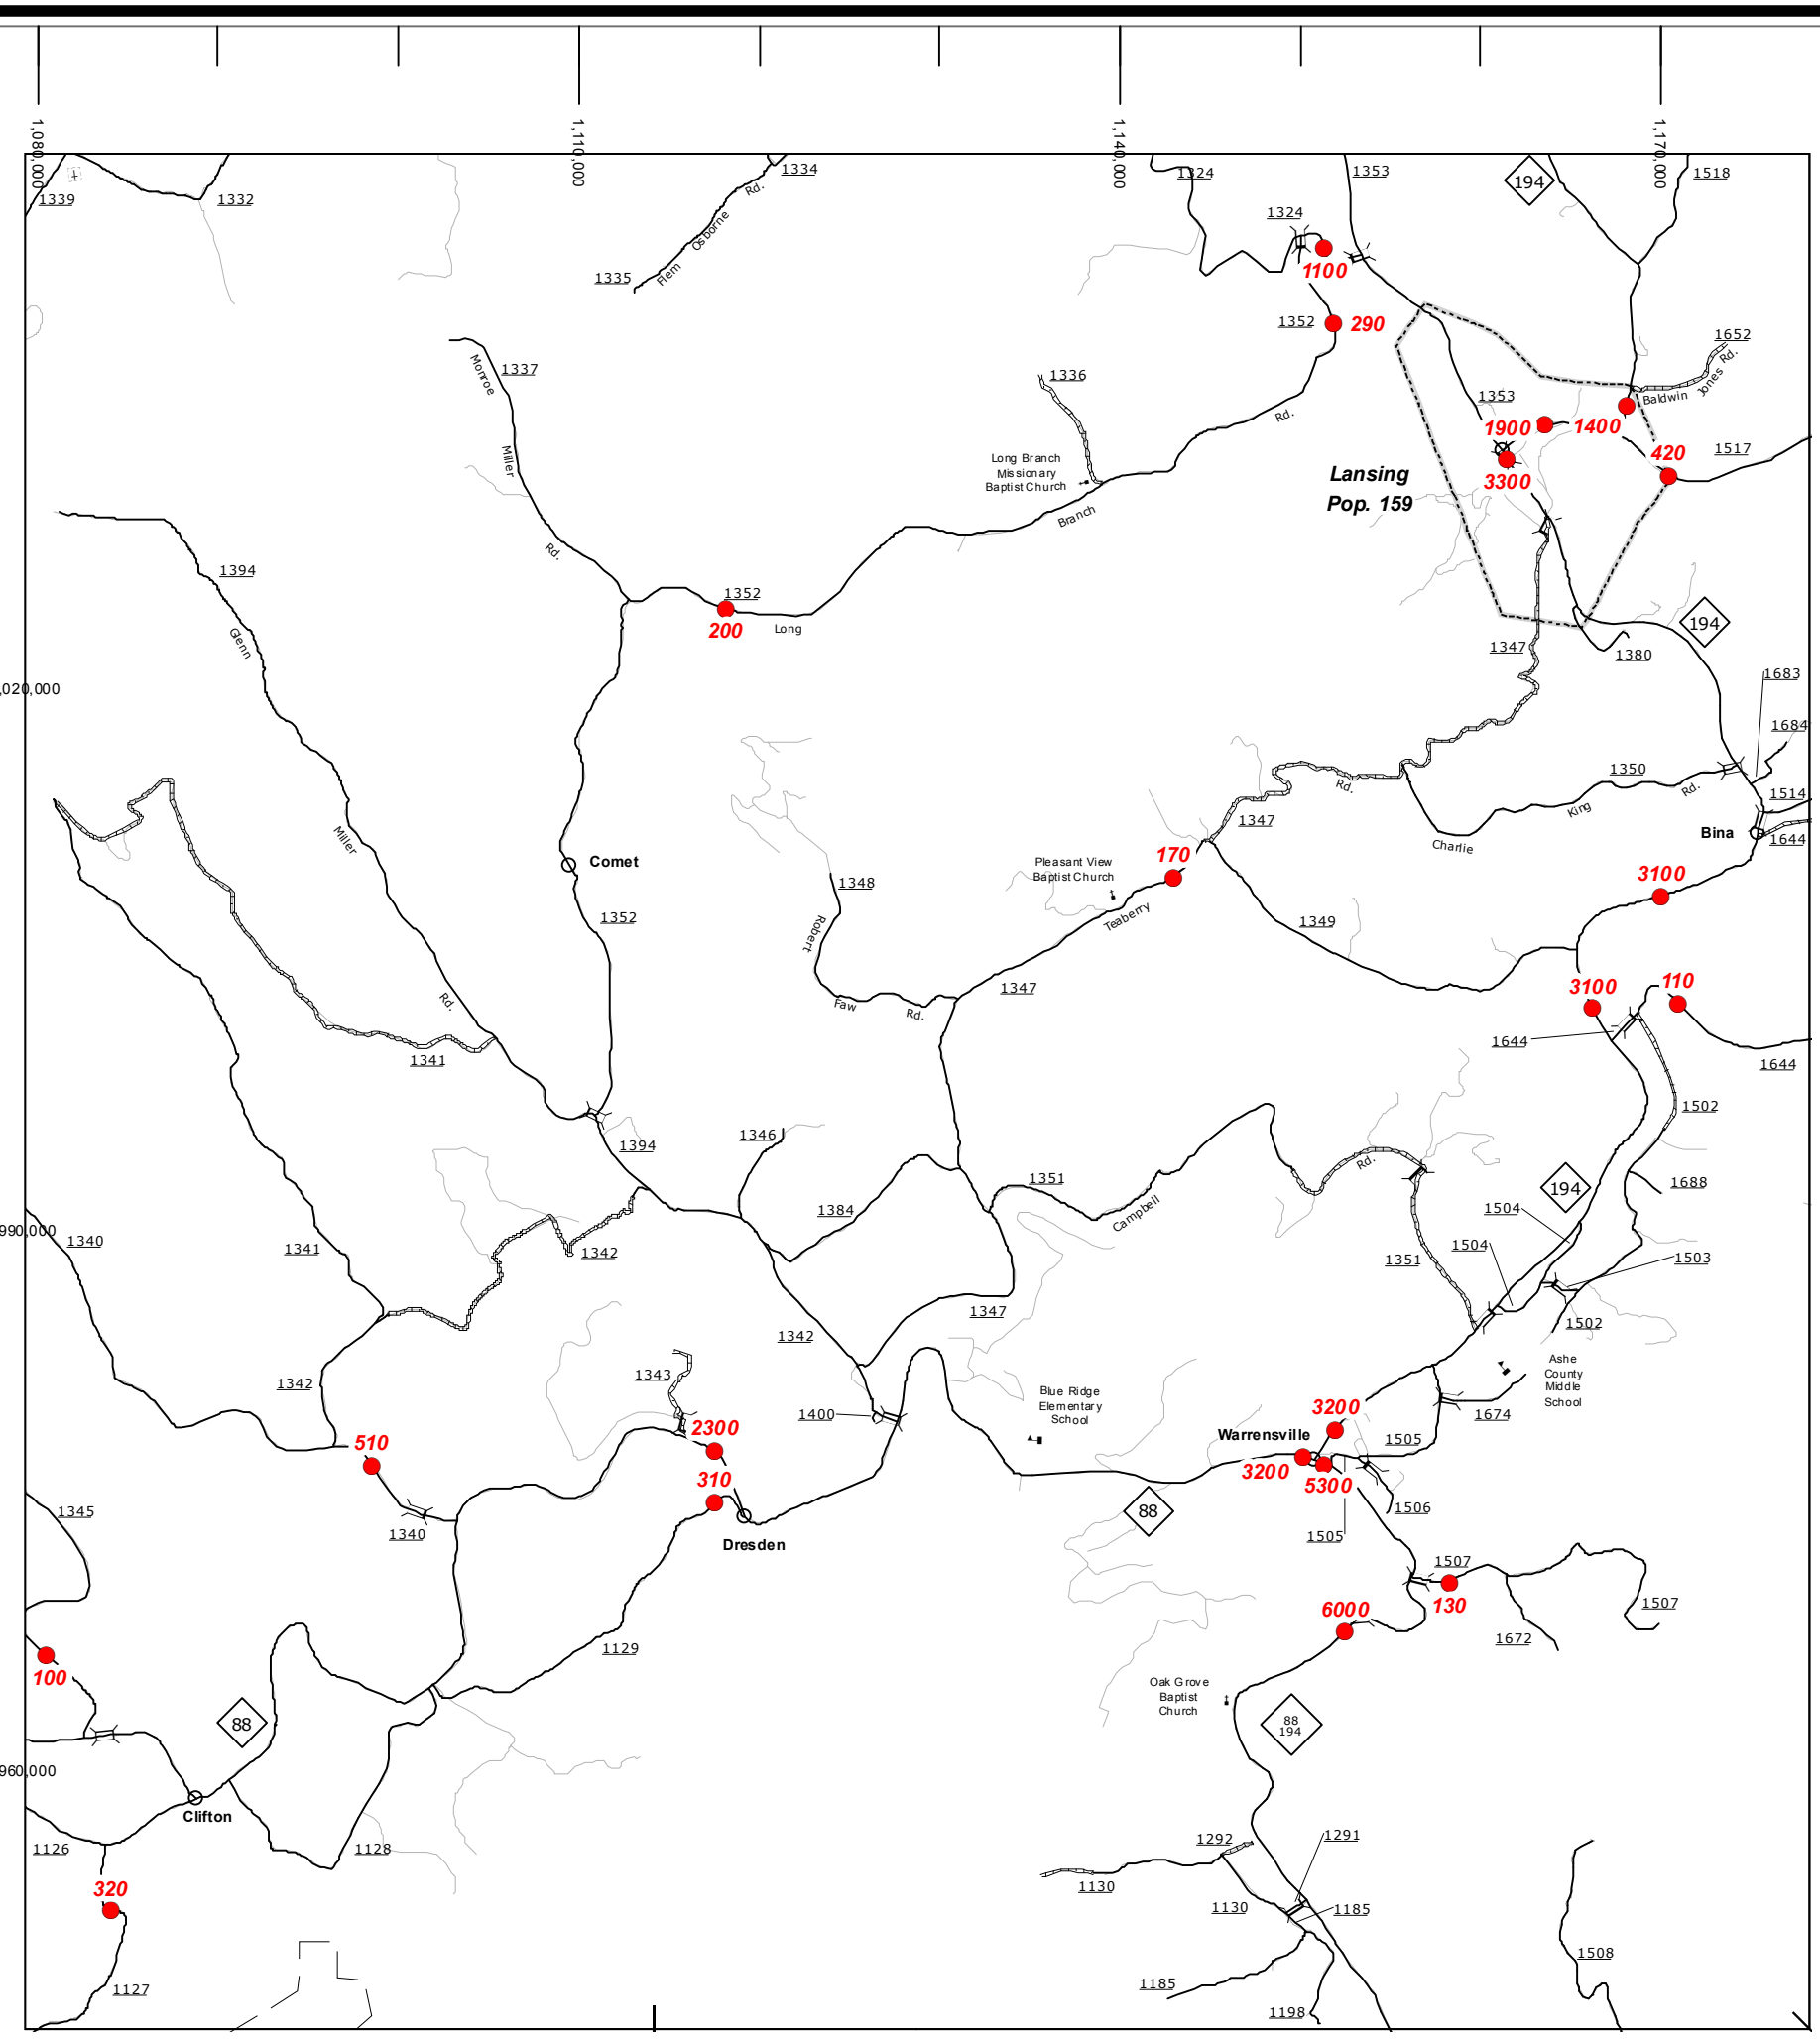 1,080,000
1,110,000
1,140,000
1,170,000
1339
1332
1334
Rd.
Osborne
Flem
1335
1324
1353
194
1518
1324
1100
1352
290
1652
Rd.
Jones
Baldwin
1337
Monroe
Miller
Rd.
1336
Rd.
1353
1900
1400
420
1517
3300
Lansing
Pop. 159
Long Branch
Missionary
Baptist Church
Branch
1394
Glenn
1352
200
Long
194
1347
1380
1683
1684
,020,000
1350
Rd.
King
Rd.
Charlie
1514
1644
Bina
1347
Miller
Comet
170
Pleasant View
Baptist Church
Teaberry
3100
1348
Robert
1352
1349
Faw
Rd.
1347
Rd.
3100
110
1644
1644
1341
1502
1394
1346
1351
Rd.
Campbell
194
1688
1384
1504
1504
990,000
1340
1341
1342
1351
1503
1347
1342
1502
1343
1342
1400
Blue Ridge
Elementary
School
Ashe
County
Middle
School
1674
3200
Warrensville
1505
2300
510
3200
5300
310
88
1506
1345
1340
1505
Dresden
1507
130
1507
1672
6000
1129
100
Oak Grove
Baptist
Church
88
88
194
960,000
Clifton
1126
1128
1292
1291
1130
1130
1185
320
1508
1127
1185
1198